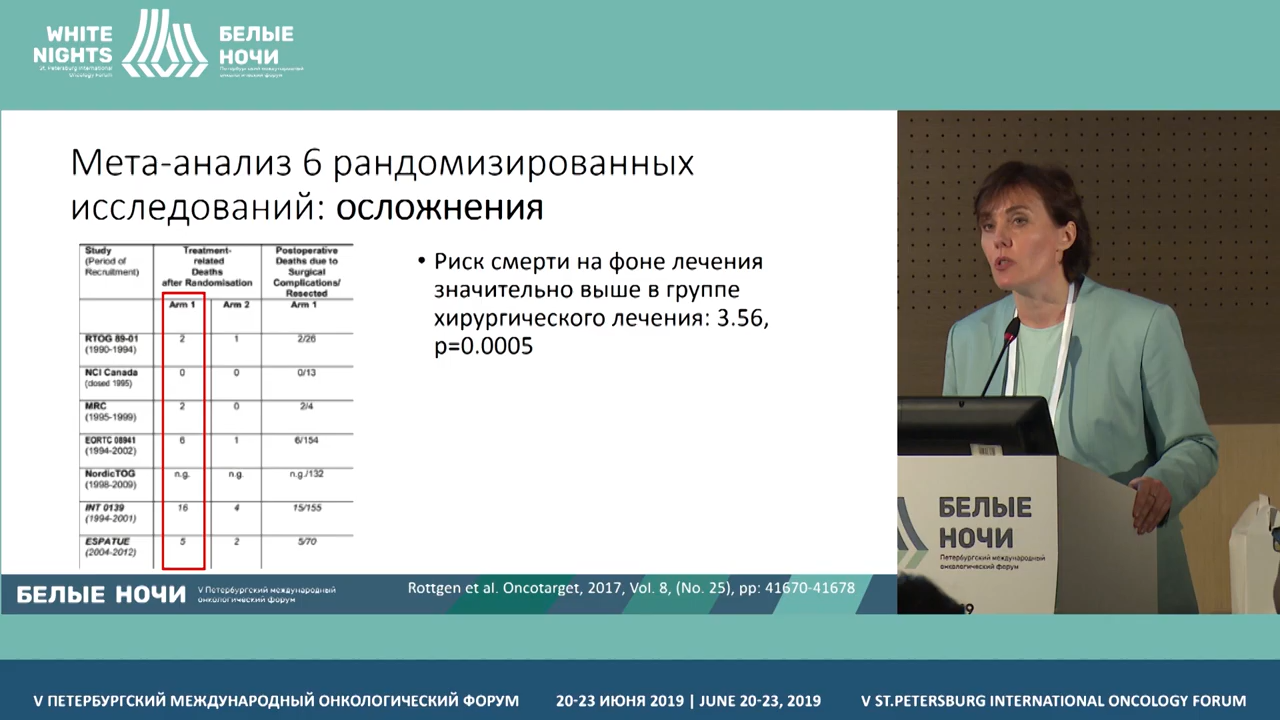 WHITE
NIGHTS
St. Petersburg International
Oncology Forum
БЕЛЫЕ
НОЧИ
Петербургский международный
онкологический форум
Мета-анализ 6 рандомизированных
исследований: осложнения
Study
(Period of
Recruitment)
Treatment-
related
Deaths
after Randomisation
Postoperative
Deaths due to
Surgical
Complications/
Resected
Arm 1 Arm 2 Arm 1
RTOG 89-01 2 1 2/26
(1990-1994)
NCI Canada 0 0 0/13
(closed 1995)
MRC 2 0 2/4
(1995-1999)
EORTC 08941 6 1 6/154
(1994-2002)
NordicTOG n.g. n.g. n.g./132
(1998-2009)
INT 0139 16 4 15/155
(1994-2001)
ESPATUE 5 2 5/70
(2004-2012)
• Риск смерти на фоне лечения
значительно выше в группе
хирургического лечения: 3.56,
p=0.0005
БЕЛЫЕ НОЧИ
V Петербургский международный
онкологический форум
Rottgen et al. Oncotarget, 2017, Vol. 8, (No. 25), pp: 41670-41678
БЕЛЫЕ
НОЧИ
Петербургский международный
онкологический форум
V ПЕТЕРБУРГСКИЙ МЕЖДУНАРОДНЫЙ ОНКОЛОГИЧЕСКИЙ ФОРУМ
20-23 ИЮНЯ 2019 | JUNE 20-23, 2019
V ST.PETERSBURG INTERNATIONAL ONCOLOGY FORUM